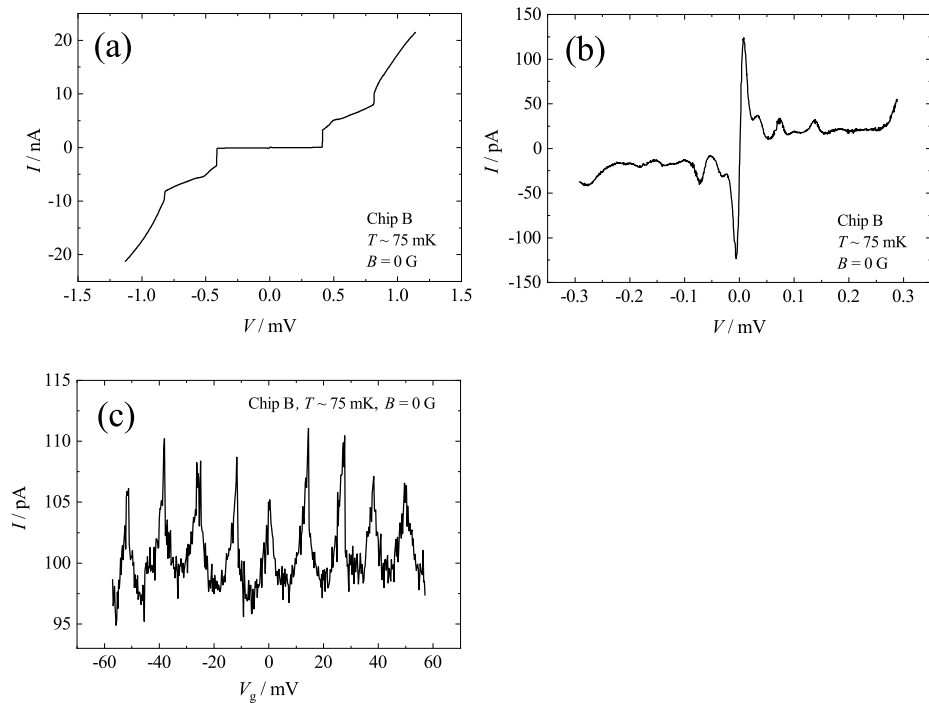 (a)
20
10
0
-10
-20
I / nA
-1.5 -1.0 -0.5 0.0 0.5 1.0 1.5
V / mV
Chip B
T ~ 75 mK
B = 0 G
(b)
150
100
50
0
-50
-100
-150
I / pA
-0.3 -0.2 -0.1 0.0 0.1 0.2 0.3
V / mV
Chip B
T ~ 75 mK
B = 0 G
(c)
Chip B, T ~ 75 mK, B = 0 G
115
110
105
100
95
I / pA
-60 -40 -20 0 20 40 60
Vg / mV